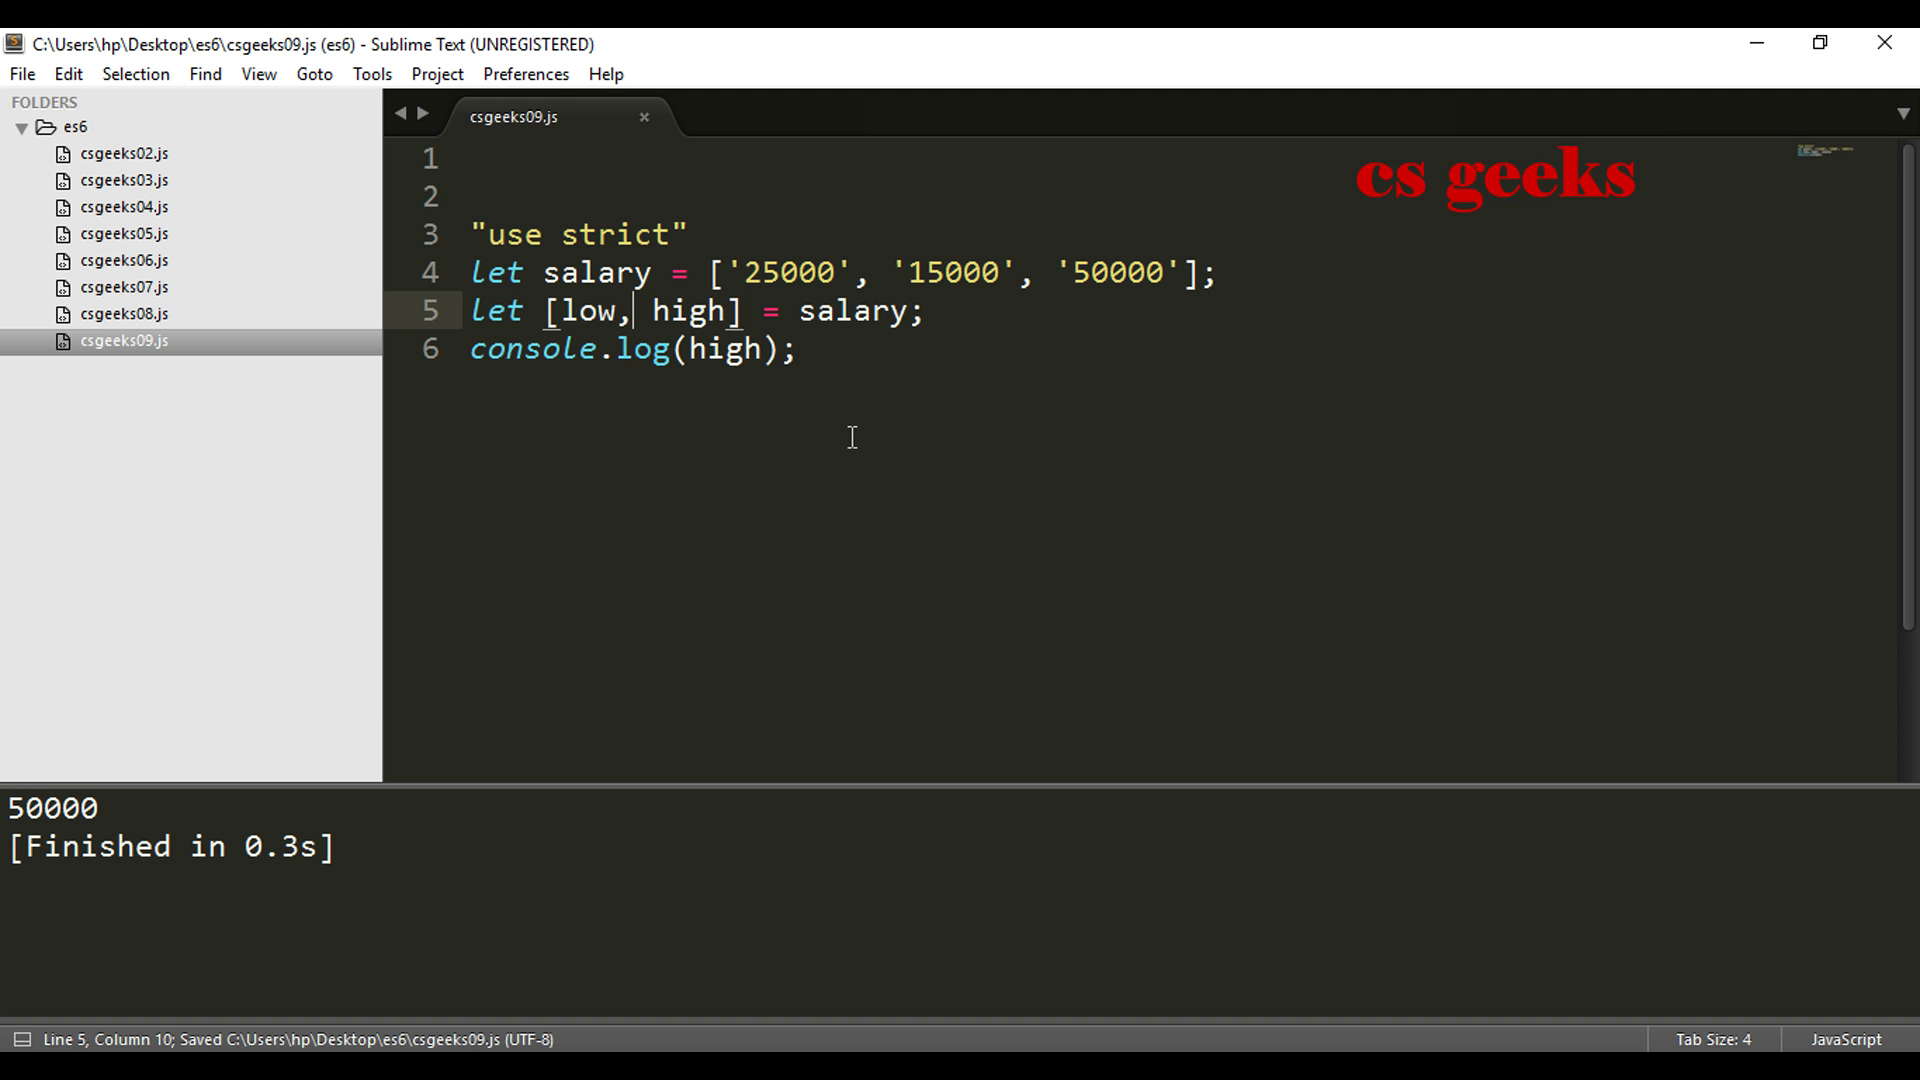 C:\Users\hp\Desktop\es6\csgeeks09.js (es6) - Sublime Text (UNREGISTERED)
File Edit Selection Find View Goto Tools Project Preferences Help
FOLDERS
es6
csgeeks02.js
csgeeks03.js
csgeeks04.js
csgeeks05.js
csgeeks06.js
csgeeks07.js
csgeeks08.js
csgeeks09.js
csgeeks09.js
cs geeks
1
2
3 "use strict"
4 let salary = ['25000', '15000', '50000'];
5 let [low, high] = salary;
6 console.log(high);
50000
[Finished in 0.3s]
Line 5, Column 10; Saved C:\Users\hp\Desktop\es6\csgeeks09.js (UTF-8) Tab Size: 4 JavaScript